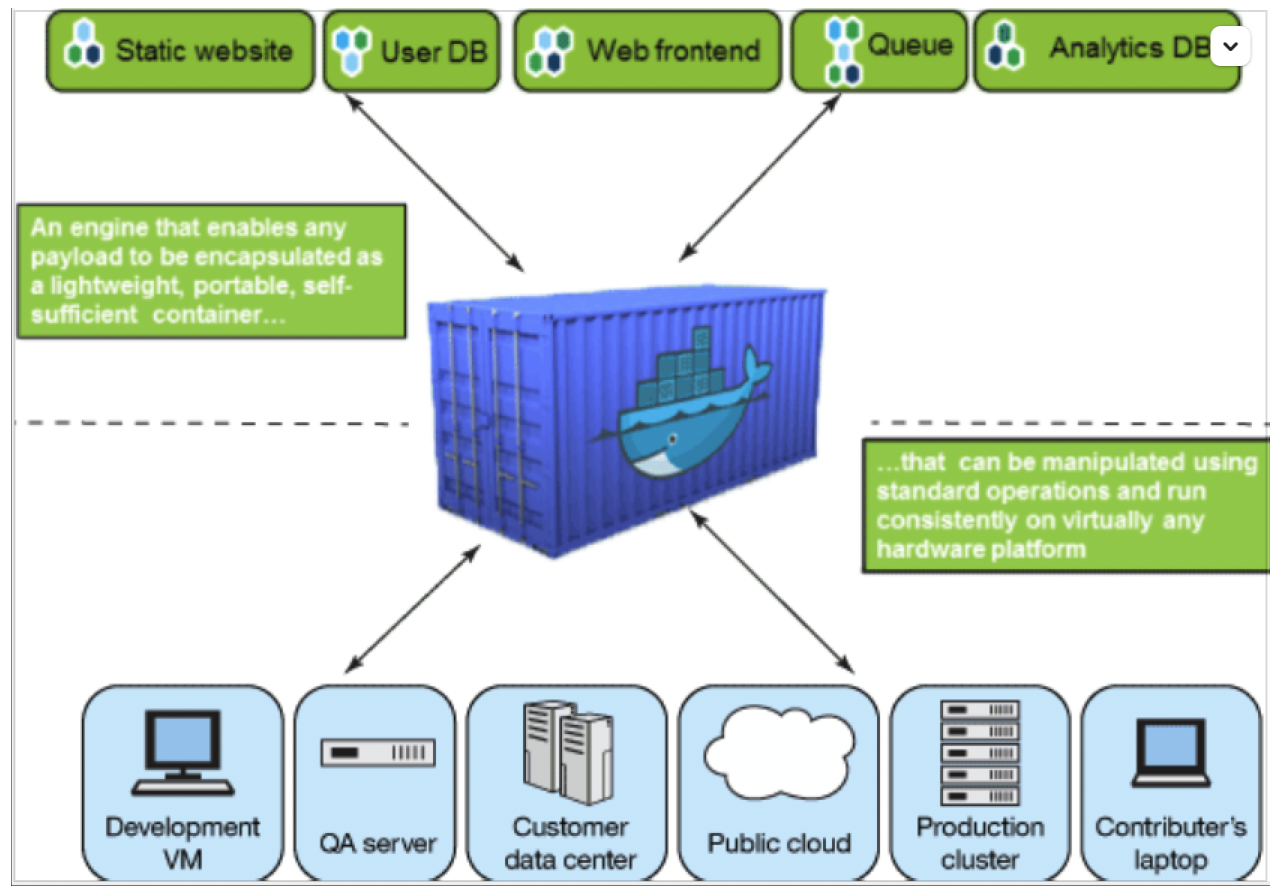 Static website
User DB
Web frontend
Queue
Analytics DB
An engine that enables any
payload to be encapsulated as
a lightweight, portable, self-
sufficient container...
...that can be manipulated using
standard operations and run
consistently on virtually any
hardware platform
Development
VM
QA server
Customer
data center
Public cloud
Production
cluster
Contributer's
laptop